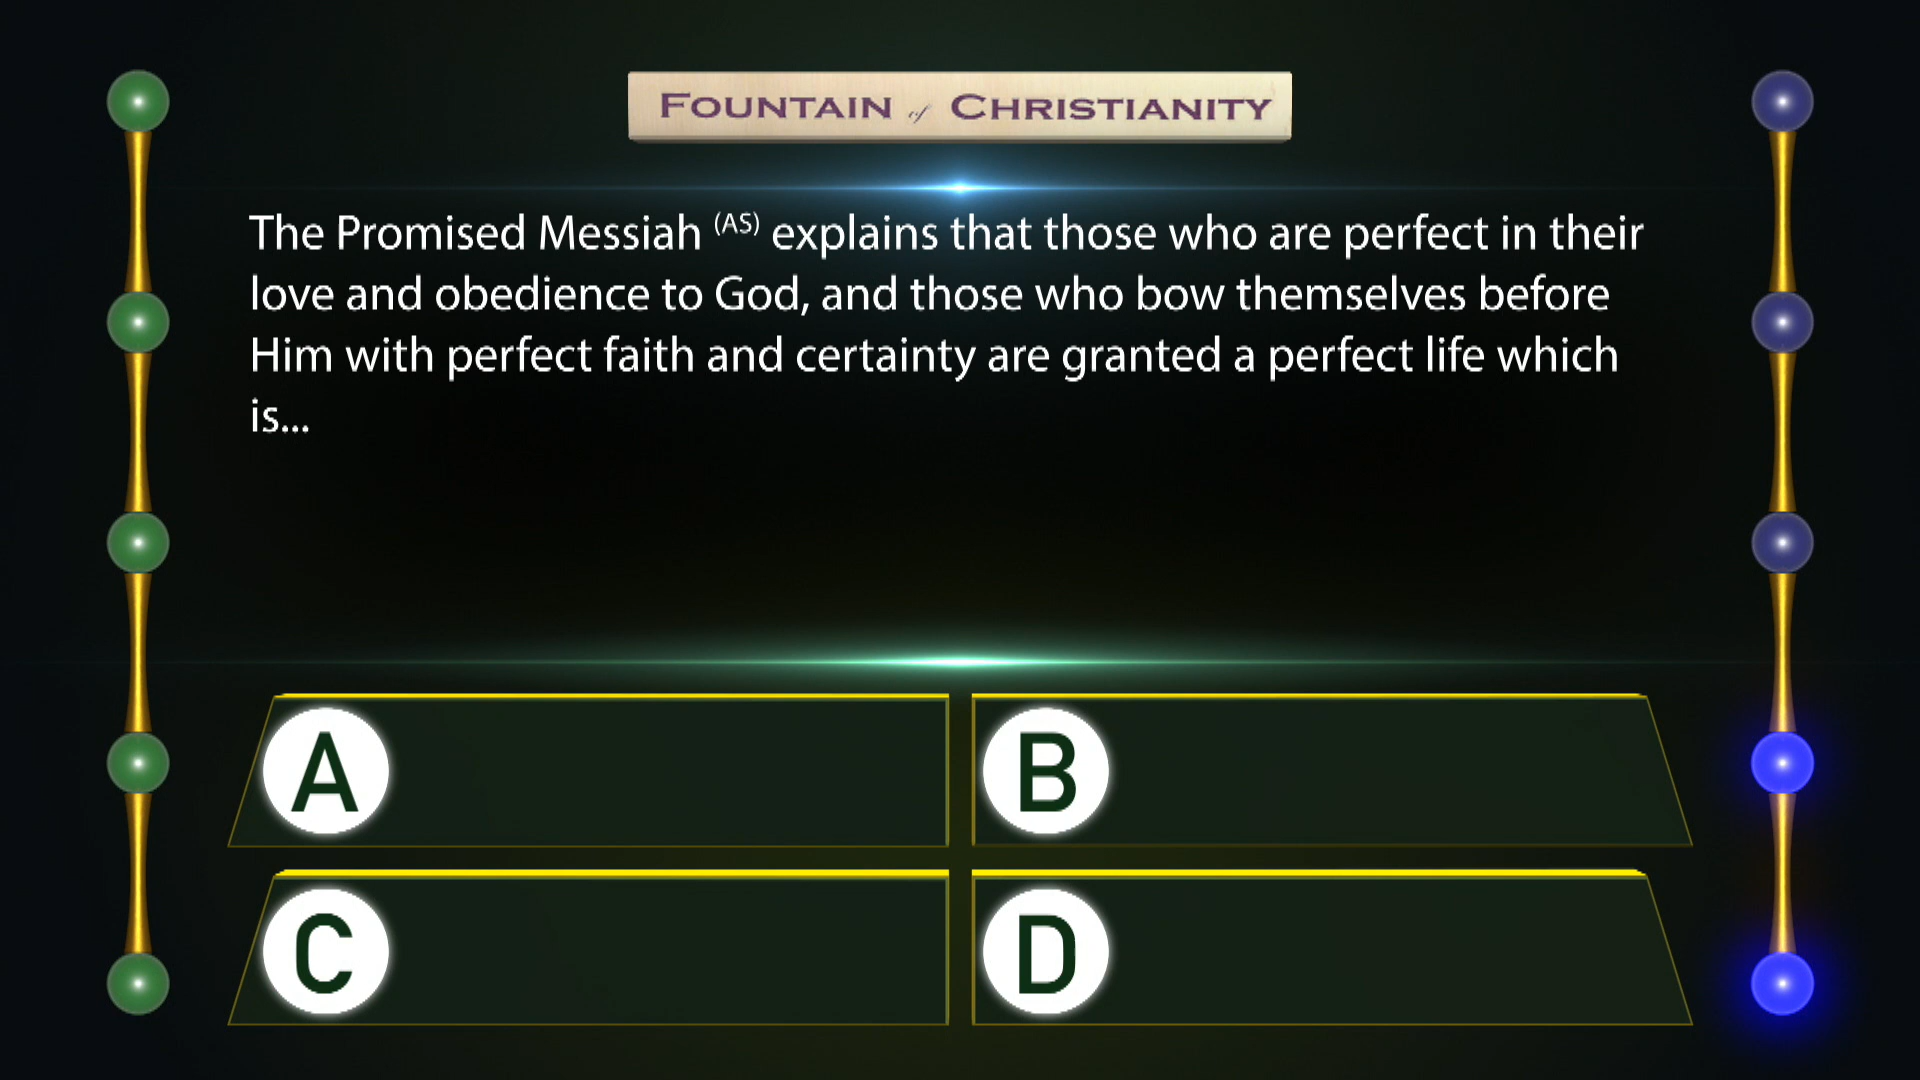 FOUNTAIN of CHRISTIANITY
The Promised Messiah (AS) explains that those who are perfect in their
love and obedience to God, and those who bow themselves before
Him with perfect faith and certainty are granted a perfect life which
is...
A
B
C
D